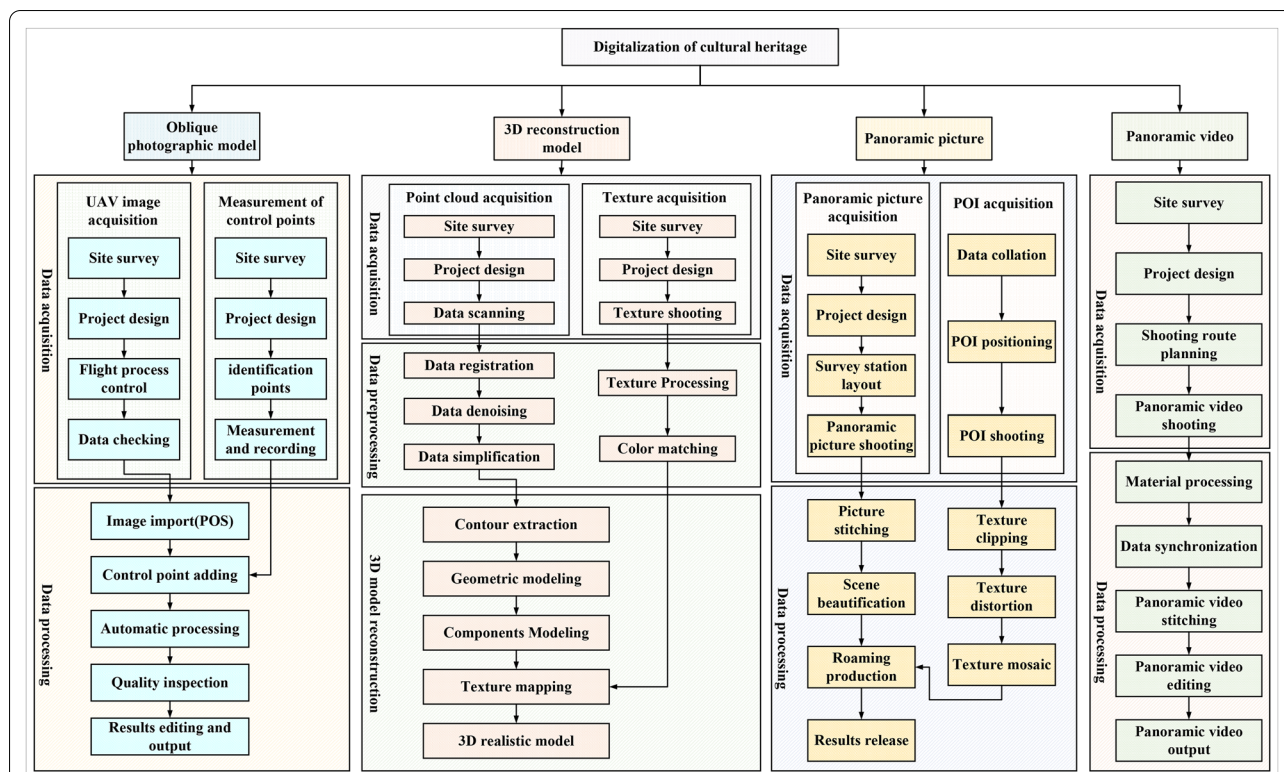 Digitalization of cultural heritage
Oblique
photographic model
3D reconstruction
model
Panoramic picture
Panoramic video
Data acquisition
UAV image
acquisition
Site survey
Project design
Flight process
control
Data checking
Measurement of
control points
Site survey
Project design
identification
points
Measurement
and recording
Data processing
Image import(POS)
Control point adding
Automatic processing
Quality inspection
Results editing and
output
Data acquisition
Point cloud acquisition
Site survey
Project design
Data scanning
Texture acquisition
Site survey
Project design
Texture shooting
Data preprocessing
Data registration
Data denoising
Data simplification
Texture Processing
Color matching
3D model reconstruction
Contour extraction
Geometric modeling
Components Modeling
Texture mapping
3D realistic model
Data acquisition
Panoramic picture
acquisition
Site survey
Project design
Survey station
layout
Panoramic
picture shooting
POI acquisition
Data collation
POI positioning
POI shooting
Data processing
Picture
stitching
Scene
beautification
Roaming
production
Results release
Texture
clipping
Texture
distortion
Texture mosaic
Data acquisition
Site survey
Project design
Shooting route
planning
Panoramic video
shooting
Data processing
Material processing
Data synchronization
Panoramic video
stitching
Panoramic video
editing
Panoramic video
output